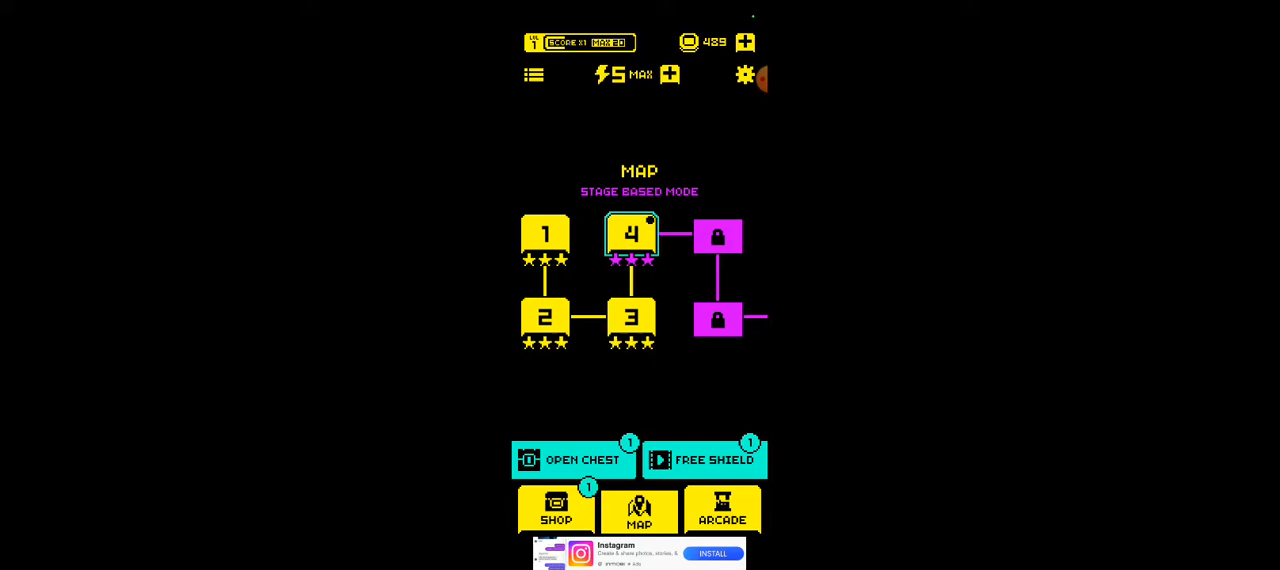 LVL 1 SCORE X1 MAX 20 489
5 MAX
MAP
STAGE BASED MODE
1 4
2 3
1 1
OPEN CHEST FREE SHIELD
1
SHOP MAP ARCADE
Instagram
Create & share photos, stories, &
INSTALL